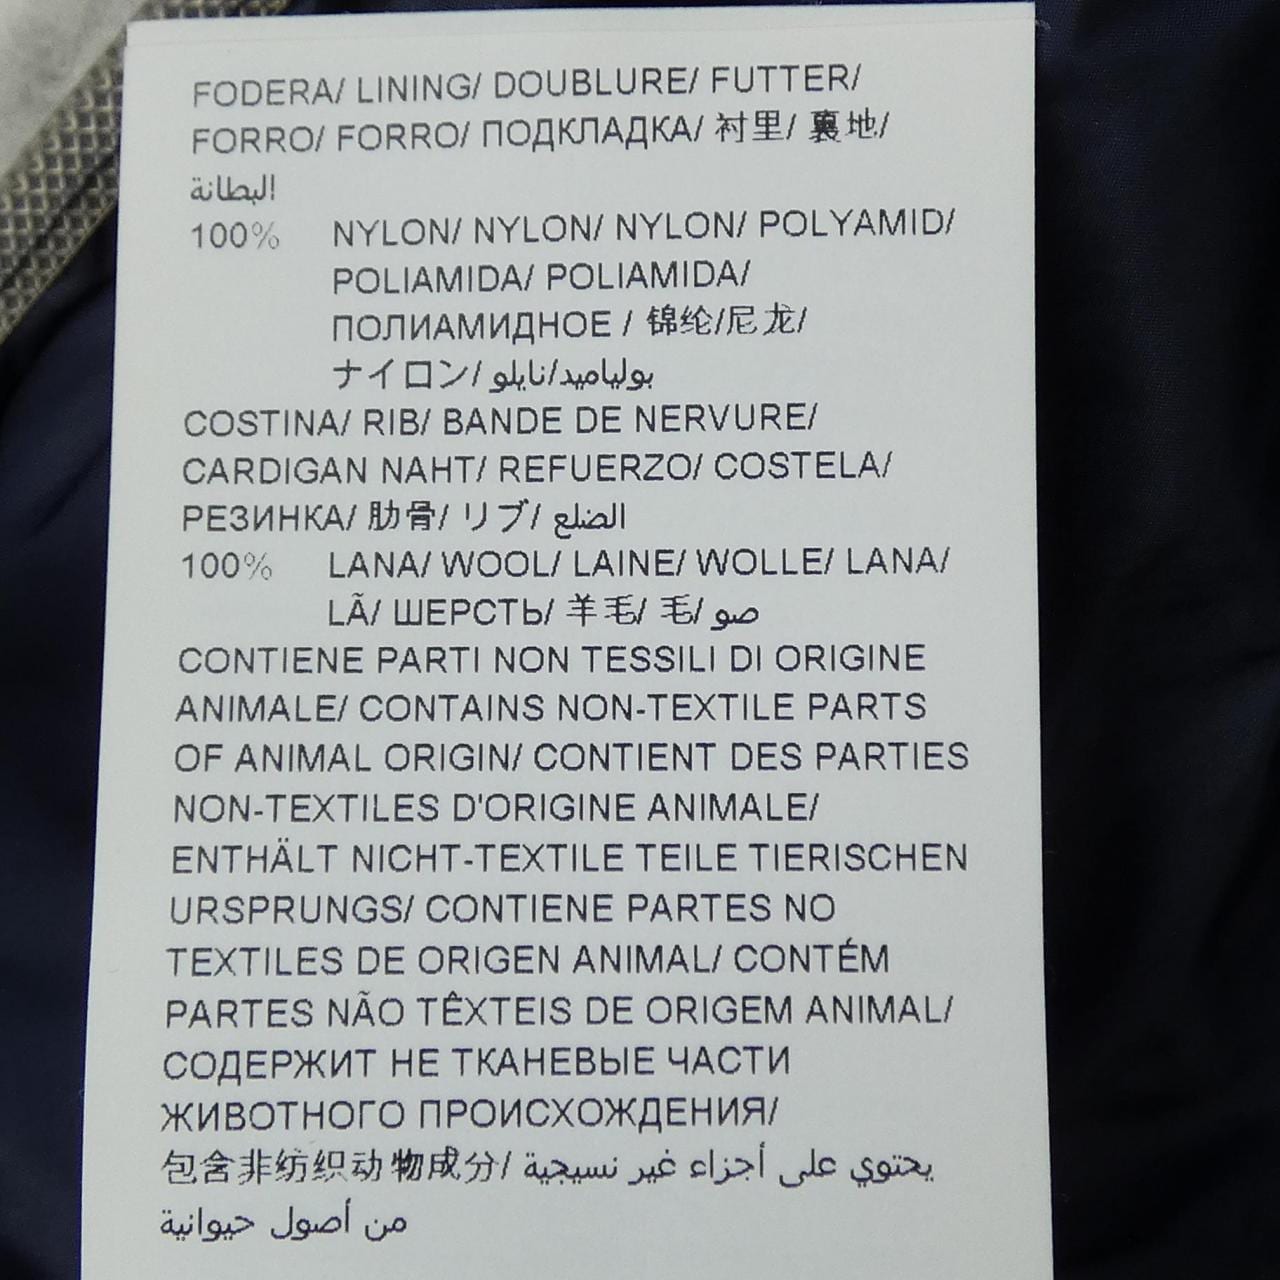 FODERA/ LINING/ DOUBLURE/ FUTTER/
FORRO/ FORRO/ ПОДКЛАДКА/ 衬里/ 裏地/
البطانة
100% NYLON/ NYLON/ NYLON/ POLYAMID/
POLIAMIDA/ POLIAMIDA/
ПОЛИАМИДНОЕ / 锦纶/尼龙/
ナイロン/ بولياميد/نايلو
COSTINA/ RIB/ BANDE DE NERVURE/
CARDIGAN NAHT/ REFUERZO/ COSTELA/
РЕЗИНКА/ 肋骨/ リブ/ الضلع
100% LANA/ WOOL/ LAINE/ WOLLE/ LANA/
LÃ/ ШЕРСТЬ/ 羊毛/ 毛/ صو
CONTIENE PARTI NON TESSILI DI ORIGINE
ANIMALE/ CONTAINS NON-TEXTILE PARTS
OF ANIMAL ORIGIN/ CONTIENT DES PARTIES
NON-TEXTILES D'ORIGINE ANIMALE/
ENTHÄLT NICHT-TEXTILE TEILE TIERISCHEN
URSPRUNGS/ CONTIENE PARTES NO
TEXTILES DE ORIGEN ANIMAL/ CONTÉM
PARTES NÃO TÊXTEIS DE ORIGEM ANIMAL/
СОДЕРЖИТ НЕ ТКАНЕВЫЕ ЧАСТИ
ЖИВОТНОГО ПРОИСХОЖДЕНИЯ/
包含非纺织动物成分/ يحتوي على أجزاء غير نسيجية
من أصول حيوانية